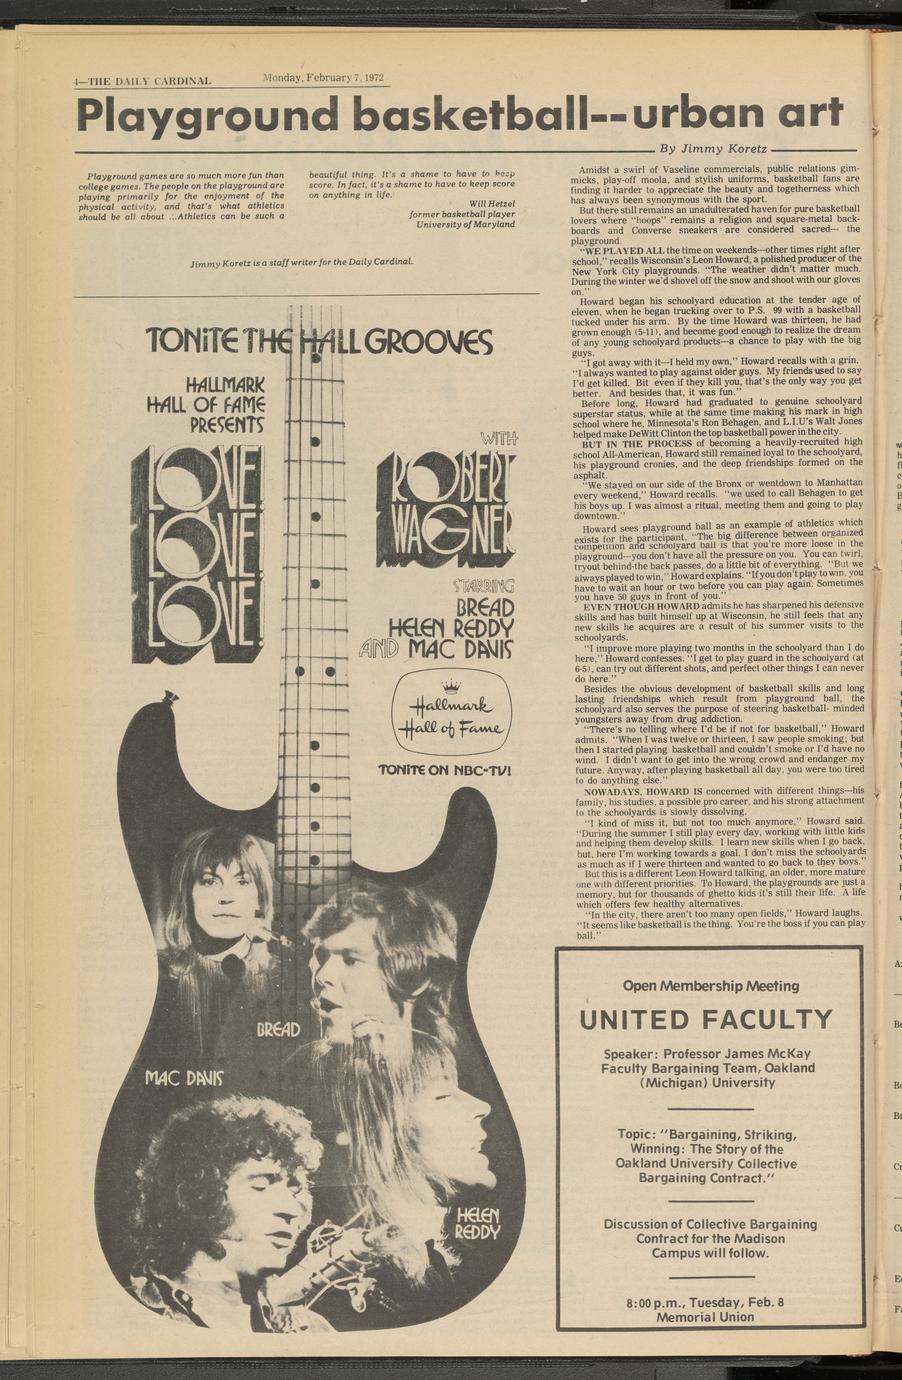 4—THE DAILY CARDINAL
Monday, February 7, 1972
Playground basketball--urban art
By Jimmy Koretz
Playground games are so much more fun than
college games. The people on the playground are
playing primarily for the enjoyment of the
physical activity, and that's what athletics
should be all about ...Athletics can be such a
beautiful thing. It's a shame to have to keep
score. In fact, it's a shame to have to keep score
on anything in life.
Will Hetzel
former basketball player
University of Maryland
Jimmy Koretz is a staff writer for the Daily Cardinal.
TONITE THE HALL GROOVES
HALLMARK
HALL OF FAME
PRESENTS
LOVE!
LOVE!
LOVE!
WITH
ROBERT
WAGNER
STARRING
BREAD
HELEN REDDY
AND MAC DAVIS
Hallmark
Hall of Fame
TONITE ON NBC-TV!
BREAD
MAC DAVIS
HELEN
REDDY
Amidst a swirl of Vaseline commercials, public relations gim-
micks, play-off moola, and stylish uniforms, basketball fans are
finding it harder to appreciate the beauty and togetherness which
has always been synonymous with the sport.
But there still remains an unadulterated haven for pure basketball
lovers where "hoops" remains a religion and square-metal back-
boards and Converse sneakers are considered sacred--- the
playground.
"WE PLAYED ALL the time on weekends---other times right after
school," recalls Wisconsin's Leon Howard, a polished producer of the
New York City playgrounds. "The weather didn't matter much.
During the winter we'd shovel off the snow and shoot with our gloves
on."
Howard began his schoolyard education at the tender age of
eleven, when he began trucking over to P.S. 99 with a basketball
tucked under his arm. By the time Howard was thirteen, he had
grown enough (5-11), and become good enough to realize the dream
of any young schoolyard products—a chance to play with the big
guys.
"I got away with it—I held my own," Howard recalls with a grin.
"I always wanted to play against older guys. My friends used to say
I'd get killed. Bit even if they kill you, that's the only way you get
better. And besides that, it was fun."
Before long, Howard had graduated to genuine schoolyard
superstar status, while at the same time making his mark in high
school where he, Minnesota's Ron Behagen, and L.I.U's Walt Jones
helped make DeWitt Clinton the top basketball power in the city.
BUT IN THE PROCESS of becoming a heavily-recruited high
school All-American, Howard still remained loyal to the schoolyard,
his playground cronies, and the deep friendships formed on the
asphalt.
"We stayed on our side of the Bronx or wentdown to Manhattan
every weekend," Howard recalls. "we used to call Behagen to get
his boys up. I was almost a ritual, meeting them and going to play
downtown."
Howard sees playground ball as an example of athletics which
exists for the participant. "The big difference between organized
competition and schoolyard ball is that you're more loose in the
playground---you don't have all the pressure on you. You can twirl,
tryout behind-the back passes, do a little bit of everything. "But we
always played to win," Howard explains. "If you don't play to win, you
have to wait an hour or two before you can play again. Sometimes
you have 50 guys in front of you."
EVEN THOUGH HOWARD admits he has sharpened his defensive
skills and has built himself up at Wisconsin, he still feels that any
new skills he acquires are a result of his summer visits to the
schoolyards.
"I improve more playing two months in the schoolyard than I do
here," Howard confesses. "I get to play guard in the schoolyard (at
6-5), can try out different shots, and perfect other things I can never
do here."
Besides the obvious development of basketball skills and long
lasting friendships which result from playground ball, the
schoolyard also serves the purpose of steering basketball- minded
youngsters away from drug addiction.
"There's no telling where I'd be if not for basketball," Howard
admits. "When I was twelve or thirteen, I saw people smoking; but
then I started playing basketball and couldn't smoke or I'd have no
wind. I didn't want to get into the wrong crowd and endanger my
future. Anyway, after playing basketball all day, you were too tired
to do anything else."
NOWADAYS, HOWARD IS concerned with different things---his
family, his studies, a possible pro career, and his strong attachment
to the schoolyards is slowly dissolving.
"I kind of miss it, but not too much anymore," Howard said.
"During the summer I still play every day, working with little kids
and helping them develop skills. I learn new skills when I go back,
but, here I'm working towards a goal. I don't miss the schoolyards
as much as if I were thirteen and wanted to go back to they boys."
But this is a different Leon Howard talking, an older, more mature
one with different priorities. To Howard, the playgrounds are just a
memory, but for thousands of ghetto kids it's still their life. A life
which offers few healthy alternatives.
"In the city, there aren't too many open fields," Howard laughs.
"It seems like basketball is the thing. You're the boss if you can play
ball."
Open Membership Meeting
UNITED FACULTY
Speaker: Professor James McKay
Faculty Bargaining Team, Oakland
(Michigan) University
Topic: "Bargaining, Striking,
Winning: The Story of the
Oakland University Collective
Bargaining Contract."
Discussion of Collective Bargaining
Contract for the Madison
Campus will follow.
8:00 p.m., Tuesday, Feb. 8
Memorial Union